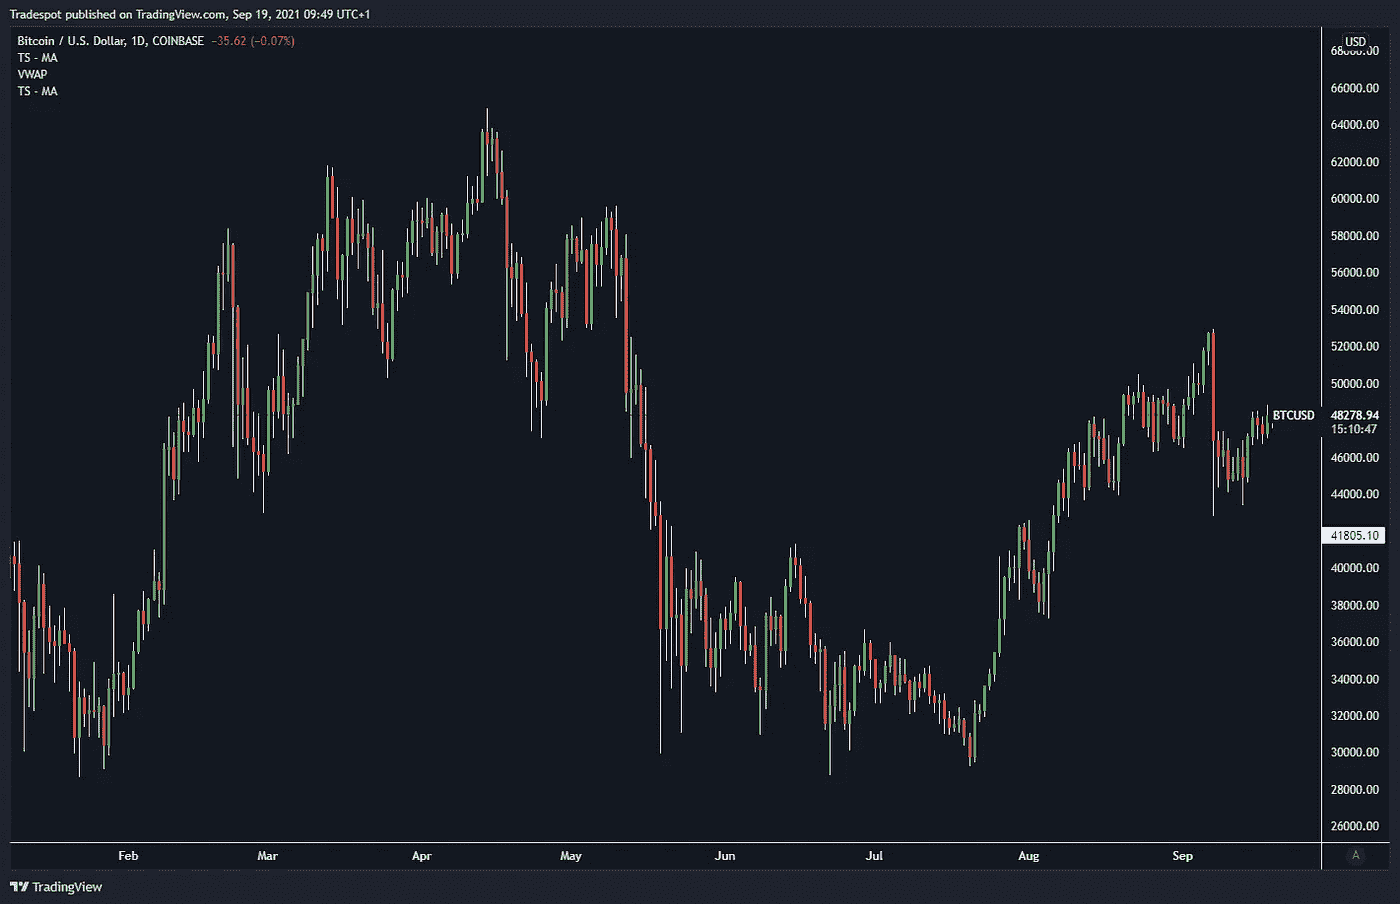 Tradespot published on TradingView.com, Sep 19, 2021 09:49 UTC+1
Bitcoin / U.S. Dollar, 1D, COINBASE −35.62 (−0.07%)
TS - MA
VWAP
TS - MA
USD
68000.00
66000.00
64000.00
62000.00
60000.00
58000.00
56000.00
54000.00
52000.00
50000.00
BTCUSD 48278.94
15:10:47
46000.00
44000.00
41805.10
40000.00
38000.00
36000.00
34000.00
32000.00
30000.00
28000.00
26000.00
Feb Mar Apr May Jun Jul Aug Sep A
TradingView